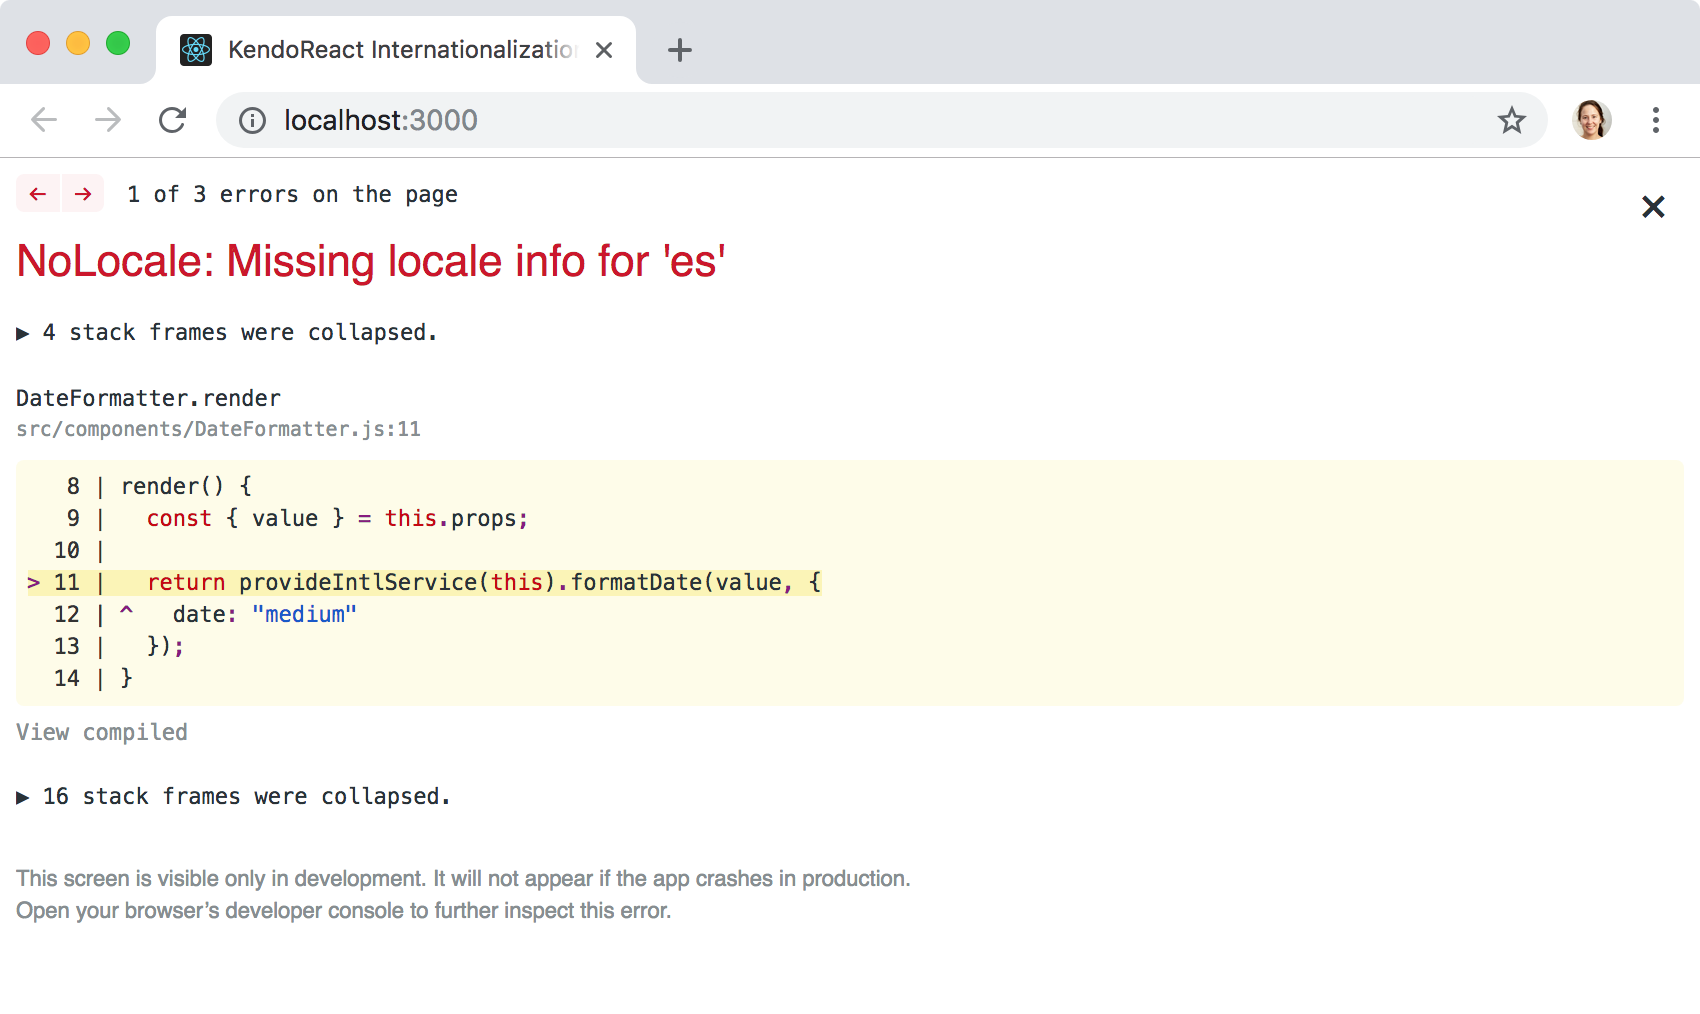 KendoReact Internationalization
localhost:3000
← → 1 of 3 errors on the page
NoLocale: Missing locale info for 'es'
▶ 4 stack frames were collapsed.
DateFormatter.render
src/components/DateFormatter.js:11
8 | render() {
9 |   const { value } = this.props;
10 |
> 11 |   return provideIntlService(this).formatDate(value, {
12 | ^   date: "medium"
13 |   });
14 | }
View compiled
▶ 16 stack frames were collapsed.
This screen is visible only in development. It will not appear if the app crashes in production.
Open your browser’s developer console to further inspect this error.